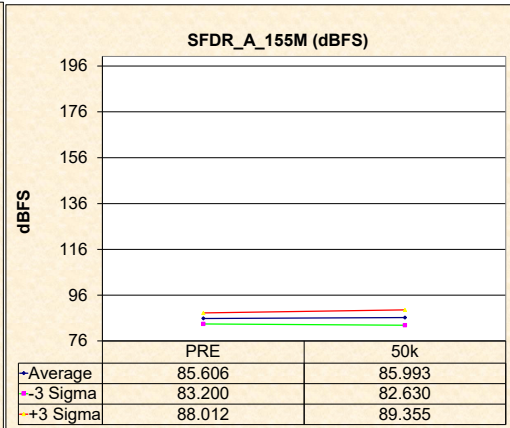 SFDR_A_155M (dBFS)
196
176
156
136
116
96
76
dBFS
PRE 50k
Average 85.606 85.993
-3 Sigma 83.200 82.630
+3 Sigma 88.012 89.355